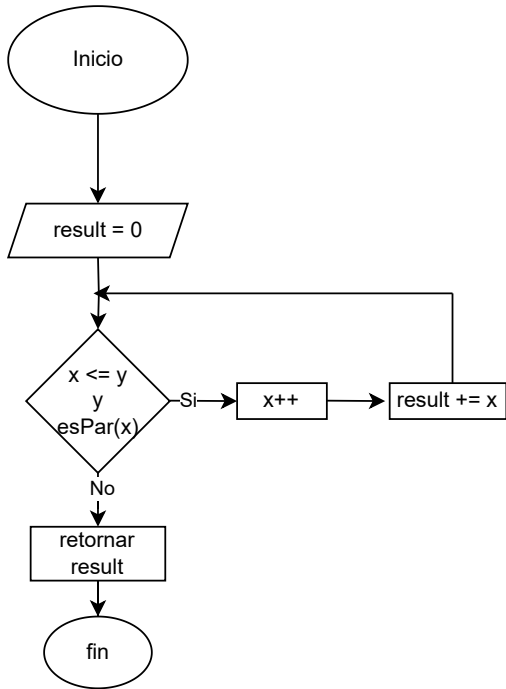 Inicio
result = 0
x <= y
y
esPar(x)
Si
x++
result += x
No
retornar
result
fin